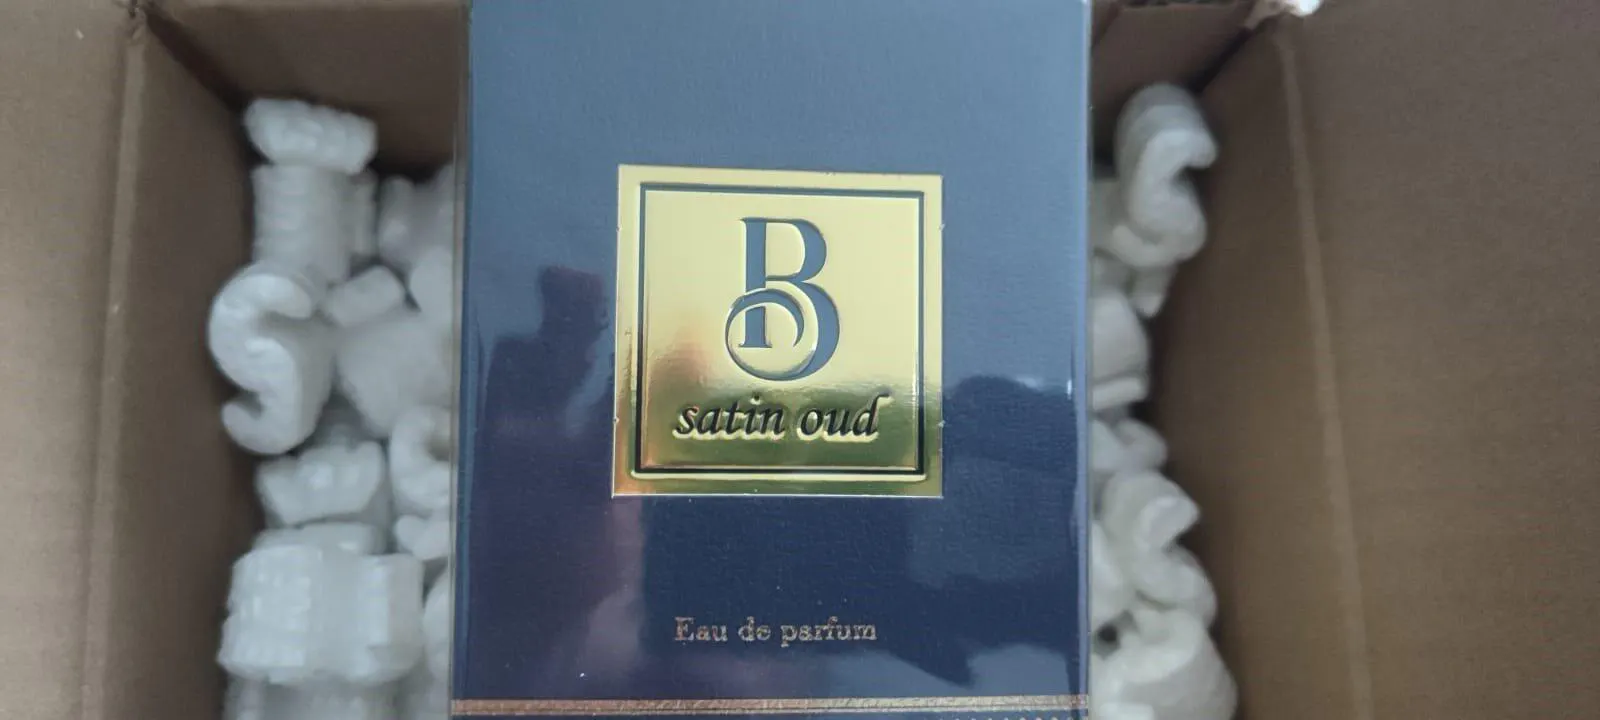 B
satin oud
Eau de parfum